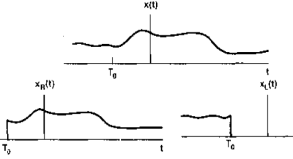 x(t)
T₀
t
x_R(t)
x_L(t)
T₀
t
T₀